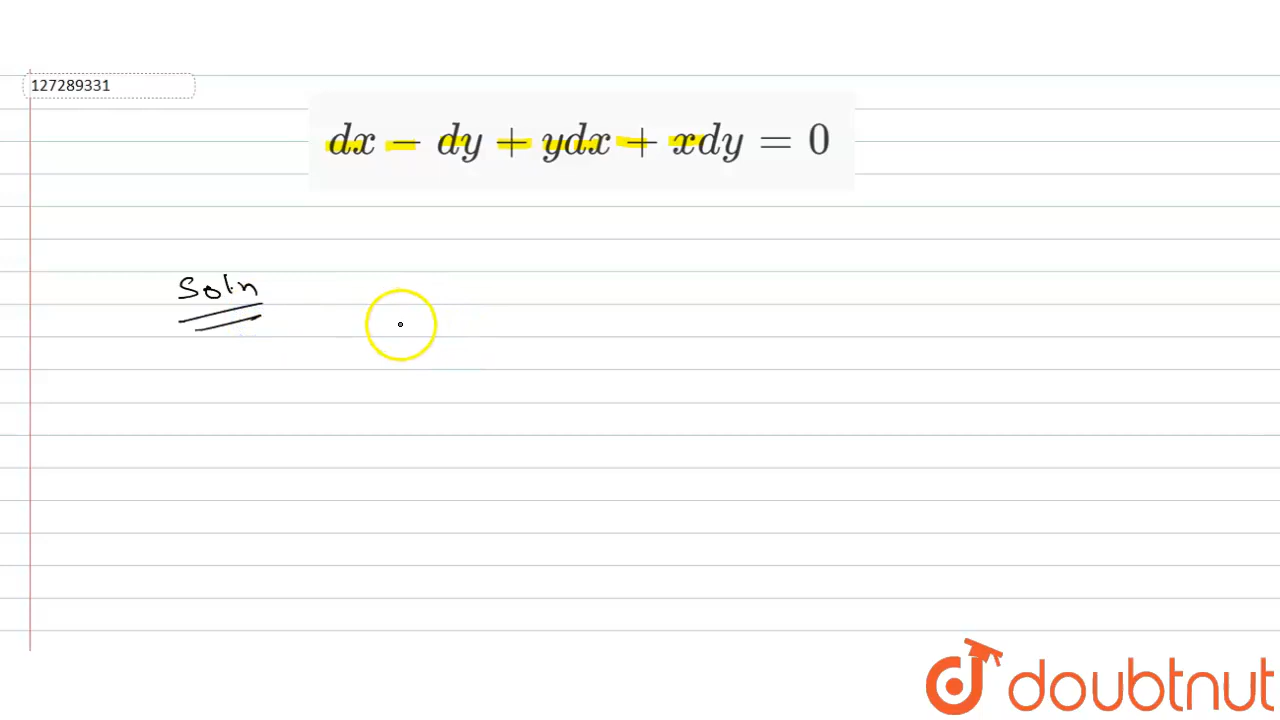 127289331
dx − dy + ydx + xdy = 0
Soln
doubtnut